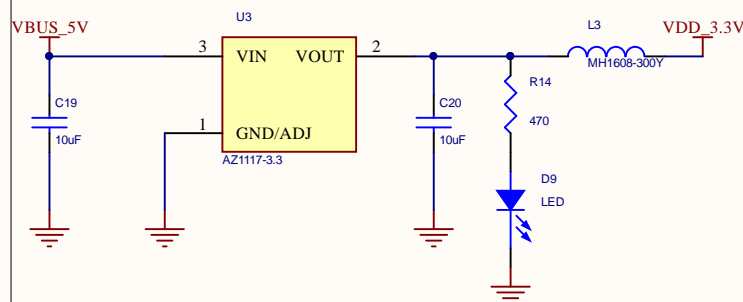 U3
L3
VBUS_5V
VDD_3.3V
3
VIN
VOUT
2
MH1608-300Y
R14
C19
C20
470
1
GND/ADJ
10uF
10uF
AZ1117-3.3
D9
LED